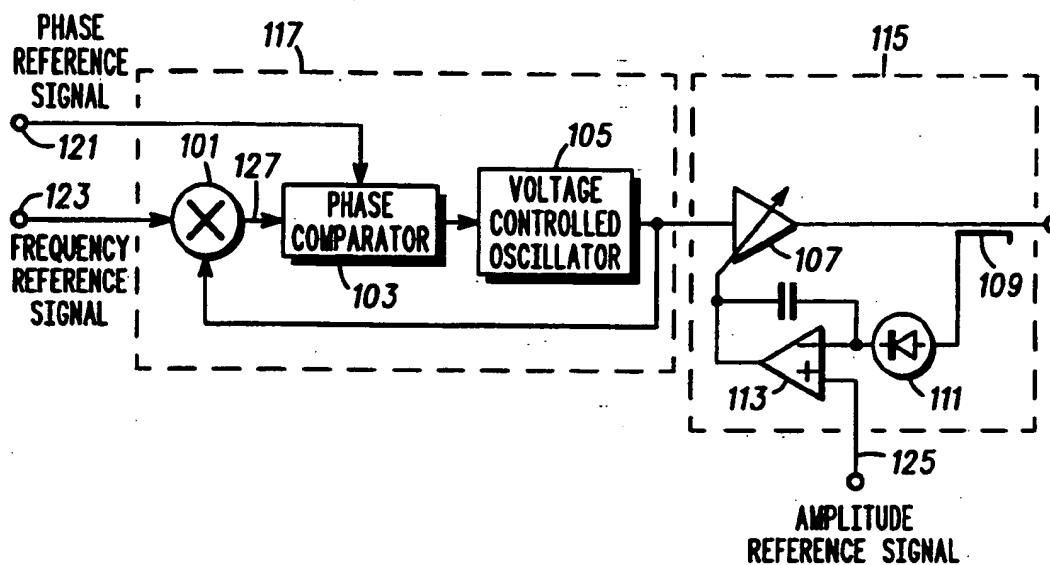 PHASE
REFERENCE
SIGNAL
117
115
121
101
127
105
123
PHASE
COMPARATOR
VOLTAGE
CONTROLLED
OSCILLATOR
FREQUENCY
REFERENCE
SIGNAL
103
107
109
113
111
125
AMPLITUDE
REFERENCE SIGNAL